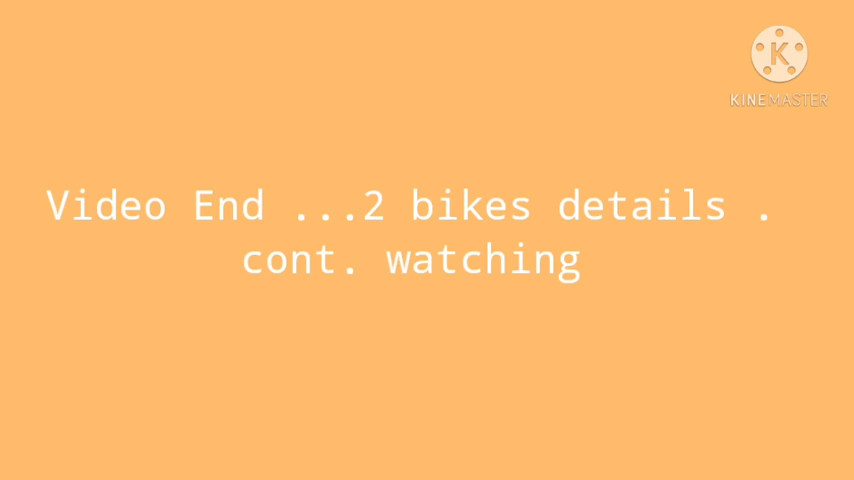 KINEMASTER
Video End ...2 bikes details .
cont. watching